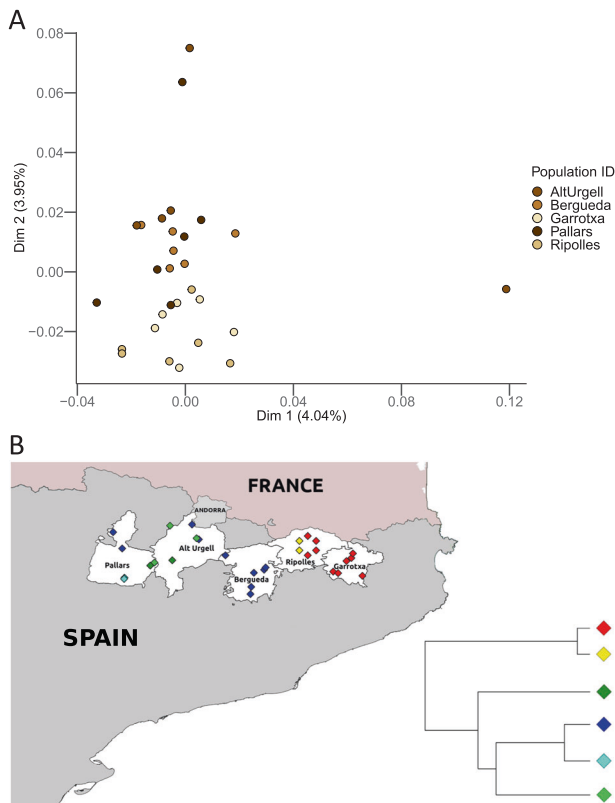 A
0.08
0.06
0.04
0.02
0.00
−0.02
Dim 2 (3.95%)
−0.04
0.00
0.04
0.08
0.12
Dim 1 (4.04%)
Population ID
AltUrgell
Bergueda
Garrotxa
Pallars
Ripolles
B
FRANCE
ANDORRA
Alt Urgell
Pallars
Bergueda
Ripolles
Garrotxa
SPAIN